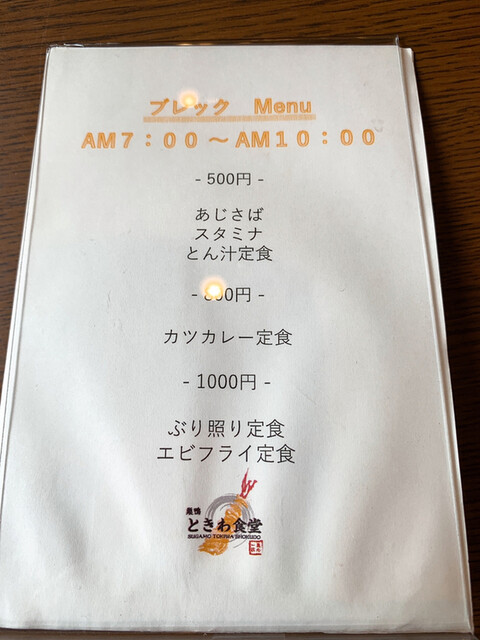 ブレック Menu
AM7:00～AM10:00
- 500円 -
あじさば
スタミナ
とん汁定食
- 800円 -
カツカレー定食
- 1000円 -
ぶり照り定食
エビフライ定食
巣鴨
ときわ食堂
SUGAMO TOKIWA SHOKUDO